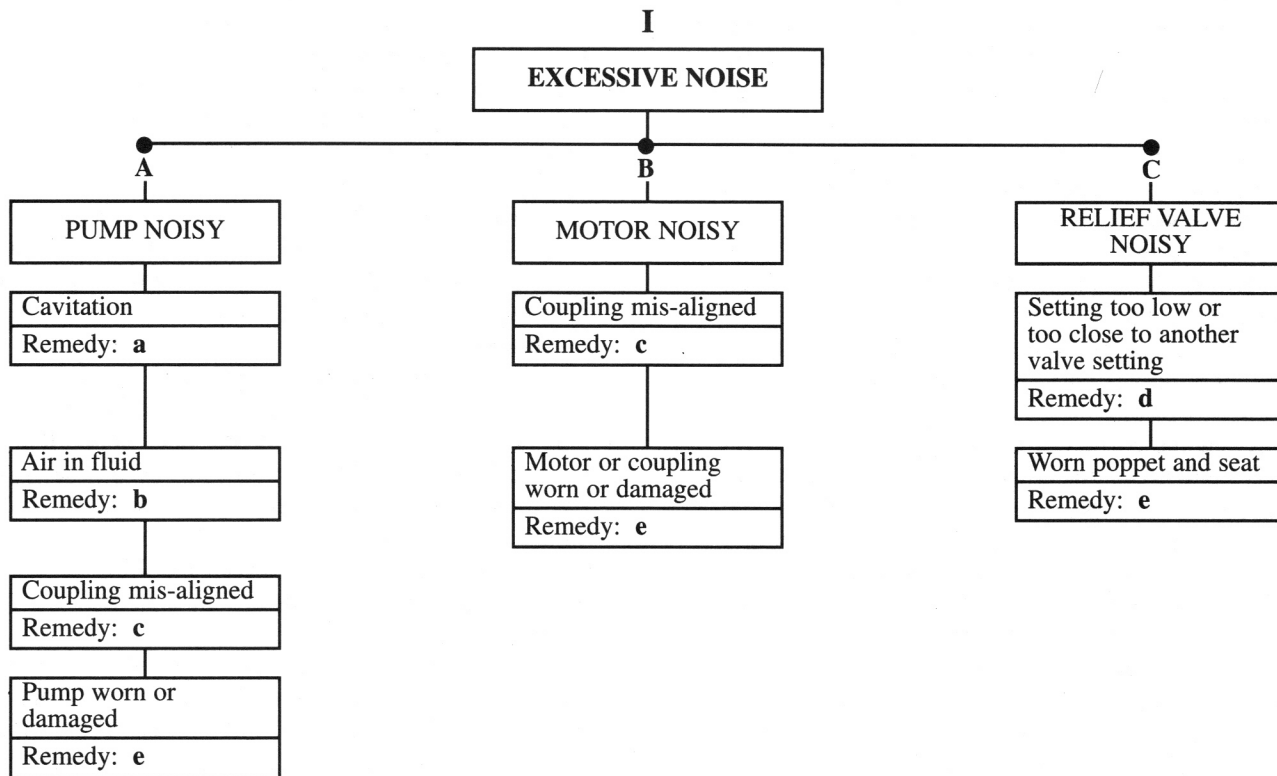 I
EXCESSIVE NOISE
A
B
C
PUMP NOISY
MOTOR NOISY
RELIEF VALVE
NOISY
Cavitation
Remedy: a
Air in fluid
Remedy: b
Coupling mis-aligned
Remedy: c
Pump worn or
damaged
Remedy: e
Coupling mis-aligned
Remedy: c
Motor or coupling
worn or damaged
Remedy: e
Setting too low or
too close to another
valve setting
Remedy: d
Worn poppet and seat
Remedy: e